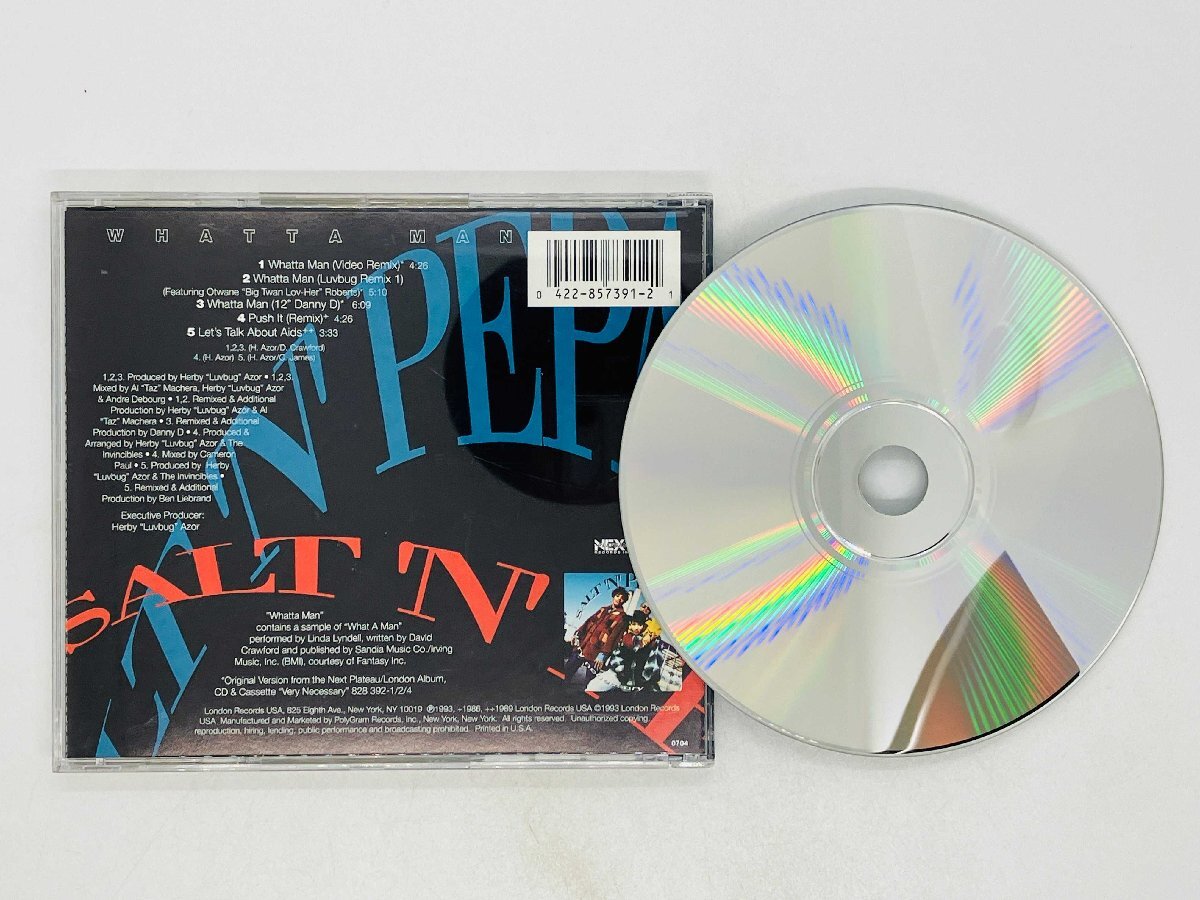 WHATTA MAN
1 Whatta Man (Video Remix)* 4:26
2 Whatta Man (Luvbug Remix 1)
(Featuring Otwane "Big Twan Lov-Her" Roberts)* 5:10
3 Whatta Man (12" Danny D)* 6:09
4 Push It (Remix)+ 4:26
5 Let's Talk About Aids++ 3:33
1,2,3. (H. Azor/D. Crawford)
4. (H. Azor) 5. (H. Azor/G. James)
0 422-857391-2 1
1,2,3. Produced by Herby "Luvbug" Azor • 1,2,3.
Mixed by Al "Taz" Machera, Herby "Luvbug" Azor
& Andre Debourg • 1,2. Remixed & Additional
Production by Herby "Luvbug" Azor & Al
"Taz" Machera • 3. Remixed & Additional
Production by Danny D • 4. Produced &
Arranged by Herby "Luvbug" Azor & The
Invincibles • 4. Mixed by Cameron
Paul • 5. Produced by Herby
"Luvbug" Azor & The Invincibles •
5. Remixed & Additional
Production by Ben Liebrand
Executive Producer:
Herby "Luvbug" Azor
'N' PEPA
SALT 'N'
NEX
SALT 'N' P
"Whatta Man"
contains a sample of "What A Man"
performed by Linda Lyndell, written by David
Crawford and published by Sandia Music Co./Irving
Music, Inc. (BMI), courtesy of Fantasy Inc.
*Original Version from the Next Plateau/London Album,
CD & Cassette "Very Necessary" 828 392-1/2/4
London Records USA, 825 Eighth Ave., New York, NY 10019 ℗1993, +1986, ++1989 London Records USA ©1993 London Records
USA. Manufactured and Marketed by PolyGram Records, Inc., New York, New York. All rights reserved. Unauthorized copying,
reproduction, hiring, lending, public performance and broadcasting prohibited. Printed in U.S.A.
0704